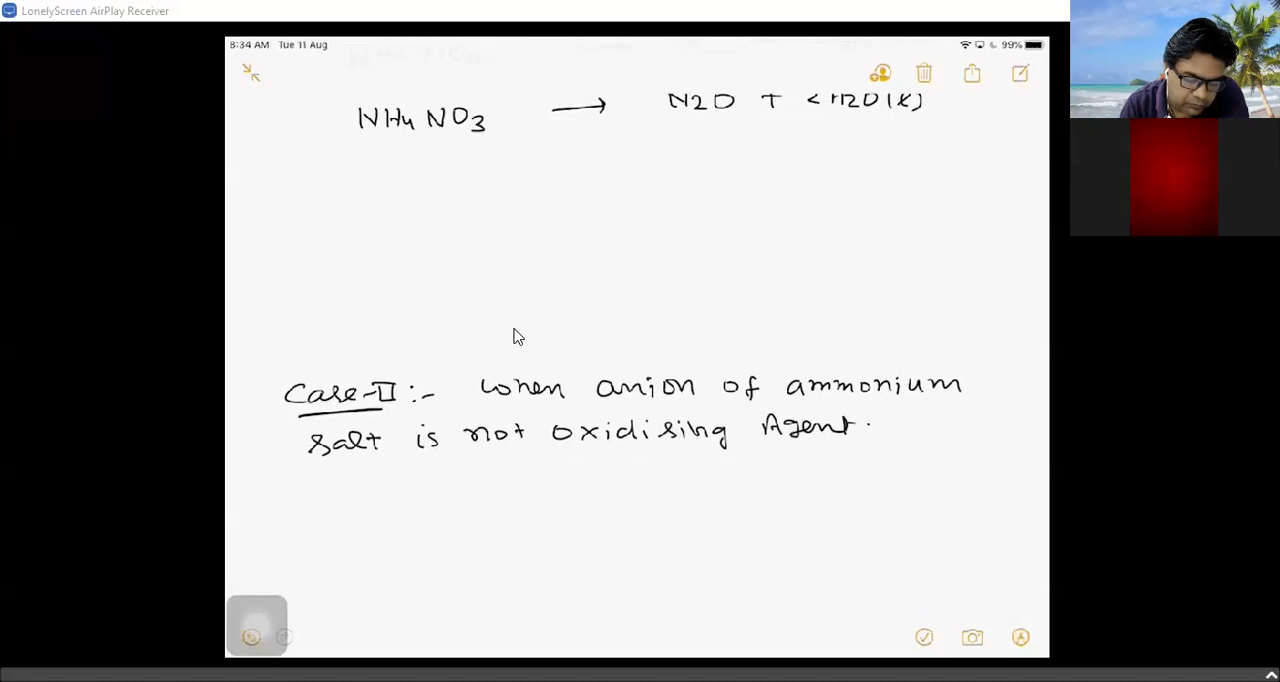 LonelyScreen AirPlay Receiver
8:34 AM Tue 11 Aug
99%
NH4 NO3 → N2O + 2H2O(l)
Case-II :- when anion of ammonium
salt is not oxidising Agent.